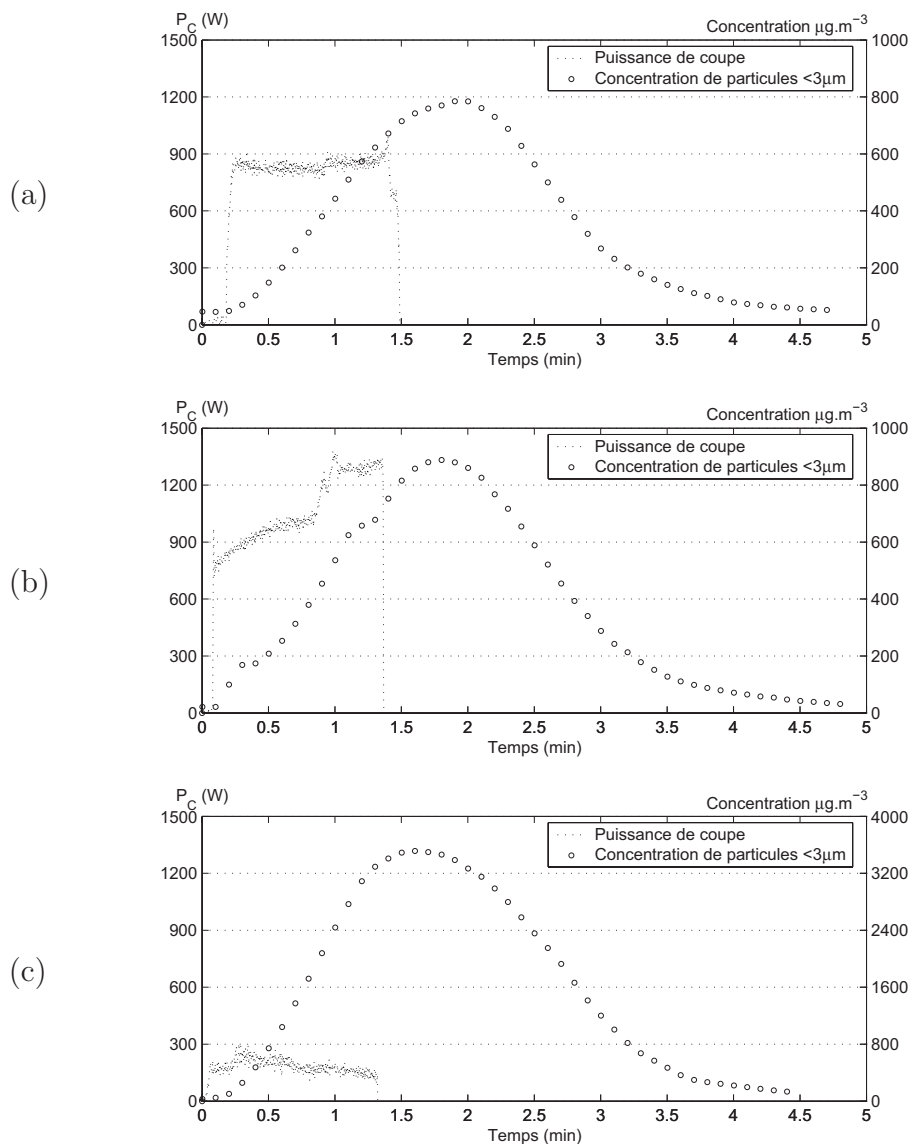 (a)
P_C (W)
Concentration μg.m⁻³
1500
1200
900
600
300
0
1000
800
600
400
200
0
Puissance de coupe
Concentration de particules <3μm
0 0.5 1 1.5 2 2.5 3 3.5 4 4.5 5
Temps (min)
(b)
P_C (W)
Concentration μg.m⁻³
1500
1200
900
600
300
0
1000
800
600
400
200
0
Puissance de coupe
Concentration de particules <3μm
0 0.5 1 1.5 2 2.5 3 3.5 4 4.5 5
Temps (min)
(c)
P_C (W)
Concentration μg.m⁻³
1500
1200
900
600
300
0
4000
3200
2400
1600
800
0
Puissance de coupe
Concentration de particules <3μm
0 0.5 1 1.5 2 2.5 3 3.5 4 4.5 5
Temps (min)